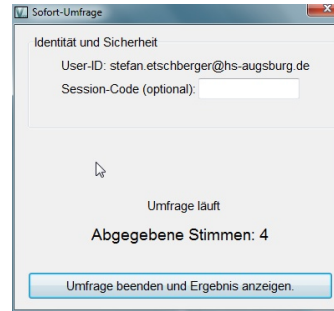 Sofort-Umfrage
Identität und Sicherheit
User-ID: stefan.etschberger@hs-augsburg.de
Session-Code (optional):
Umfrage läuft
Abgegebene Stimmen: 4
Umfrage beenden und Ergebnis anzeigen.